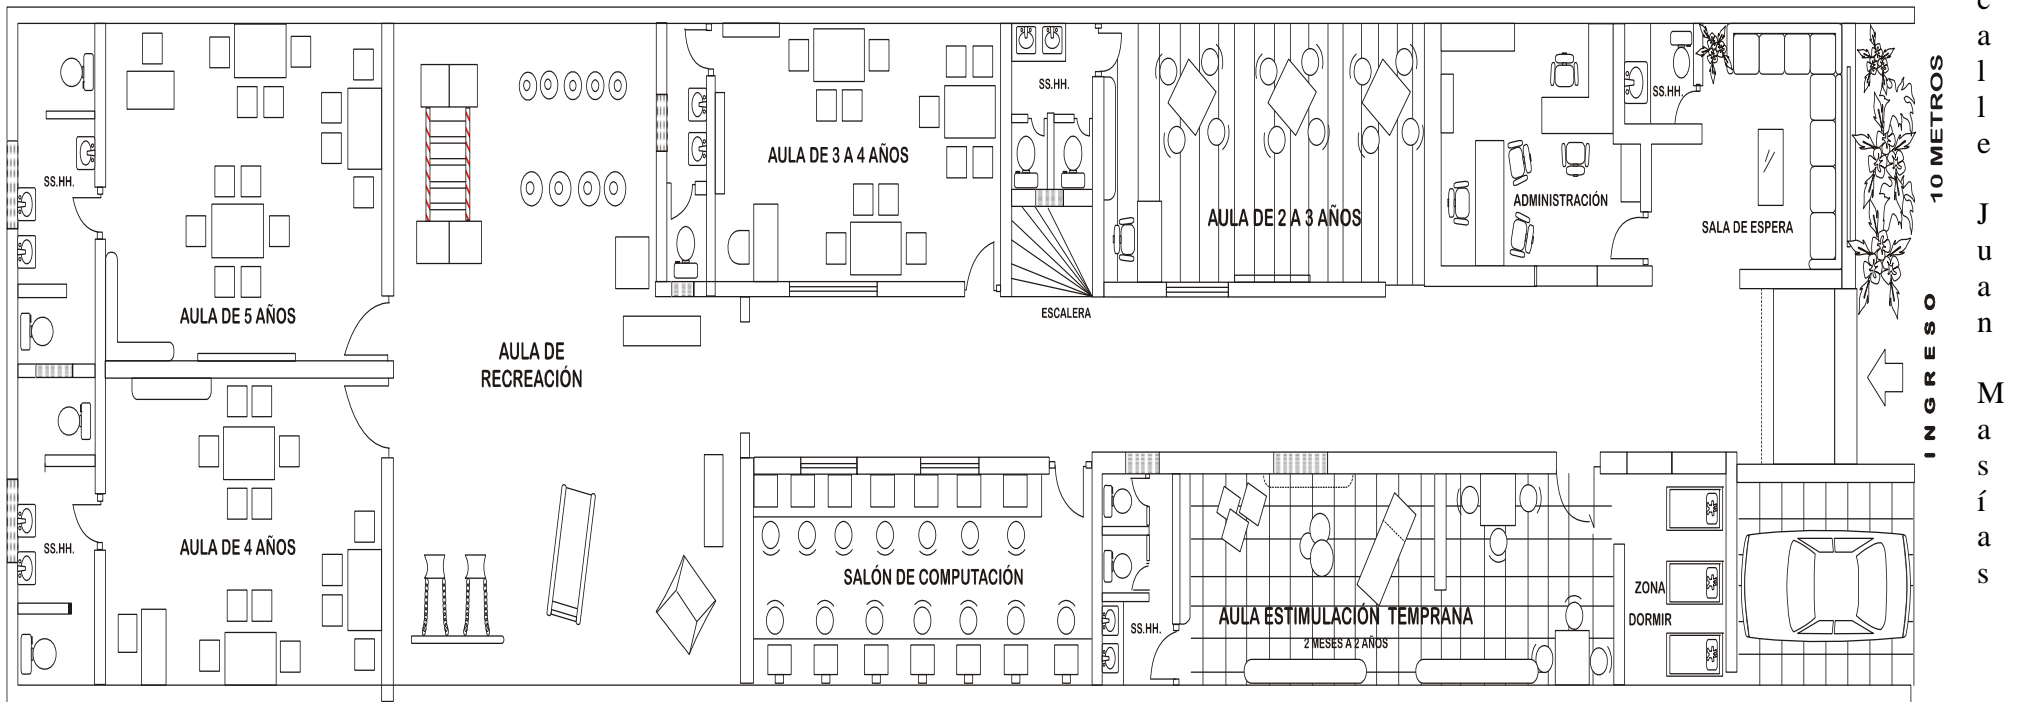 SS.HH.
AULA DE 5 AÑOS
AULA DE
RECREACIÓN
AULA DE 3 A 4 AÑOS
SS.HH.
ESCALERA
AULA DE 2 A 3 AÑOS
ADMINISTRACIÓN
SS.HH.
SALA DE ESPERA
SS.HH.
AULA DE 4 AÑOS
SALÓN DE COMPUTACIÓN
SS.HH.
AULA ESTIMULACIÓN TEMPRANA
2 MESES A 2 AÑOS
ZONA
DORMIR
10 METROS
INGRESO
calle Juan Masías